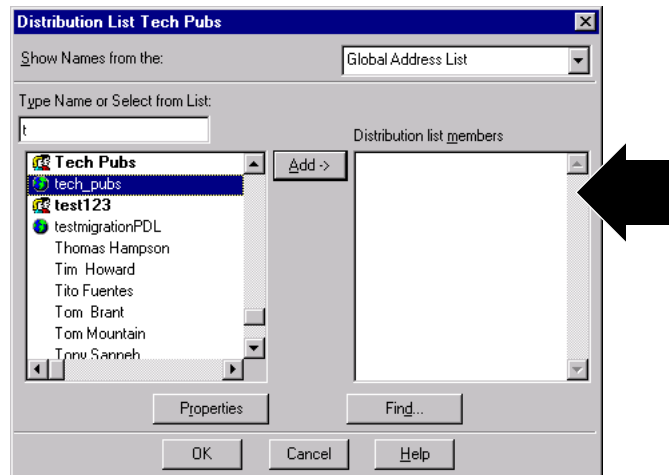 Distribution List Tech Pubs
Show Names from the:
Global Address List
Type Name or Select from List:
t
Distribution list members
Tech Pubs
Add ->
tech_pubs
test123
testmigrationPDL
Thomas Hampson
Tim Howard
Tito Fuentes
Tom Brant
Tom Mountain
Tony Sanneh
Properties
Find...
OK
Cancel
Help